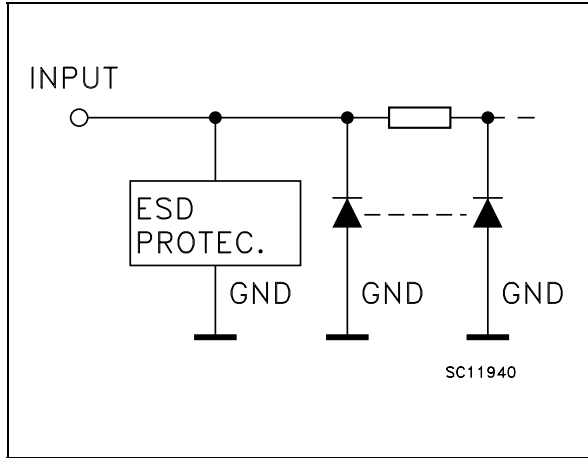 INPUT
ESD
PROTEC.
GND
GND
GND
SC11940